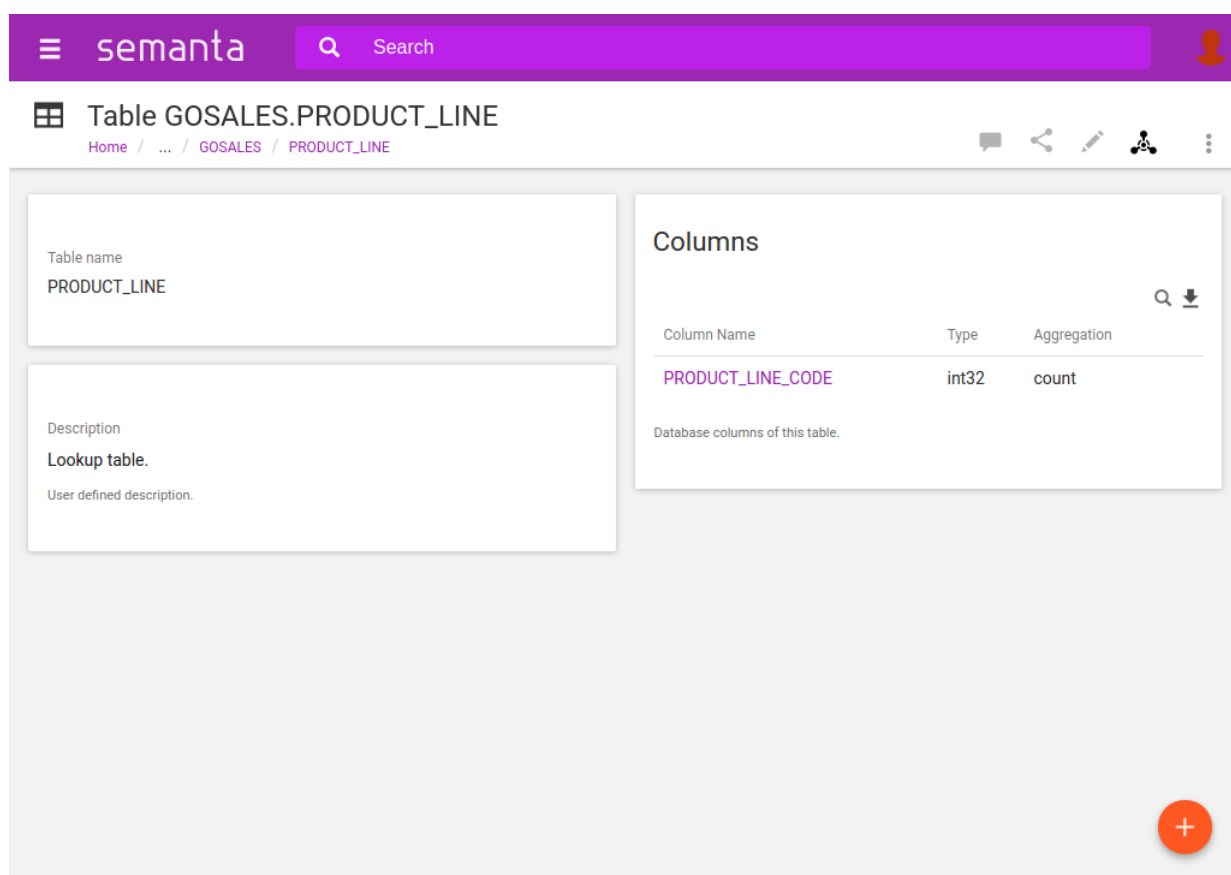 semanta
Search
Table GOSALES.PRODUCT_LINE
Home / ... / GOSALES / PRODUCT_LINE
Table name
PRODUCT_LINE
Description
Lookup table.
User defined description.
Columns
Column Name Type Aggregation
PRODUCT_LINE_CODE int32 count
Database columns of this table.